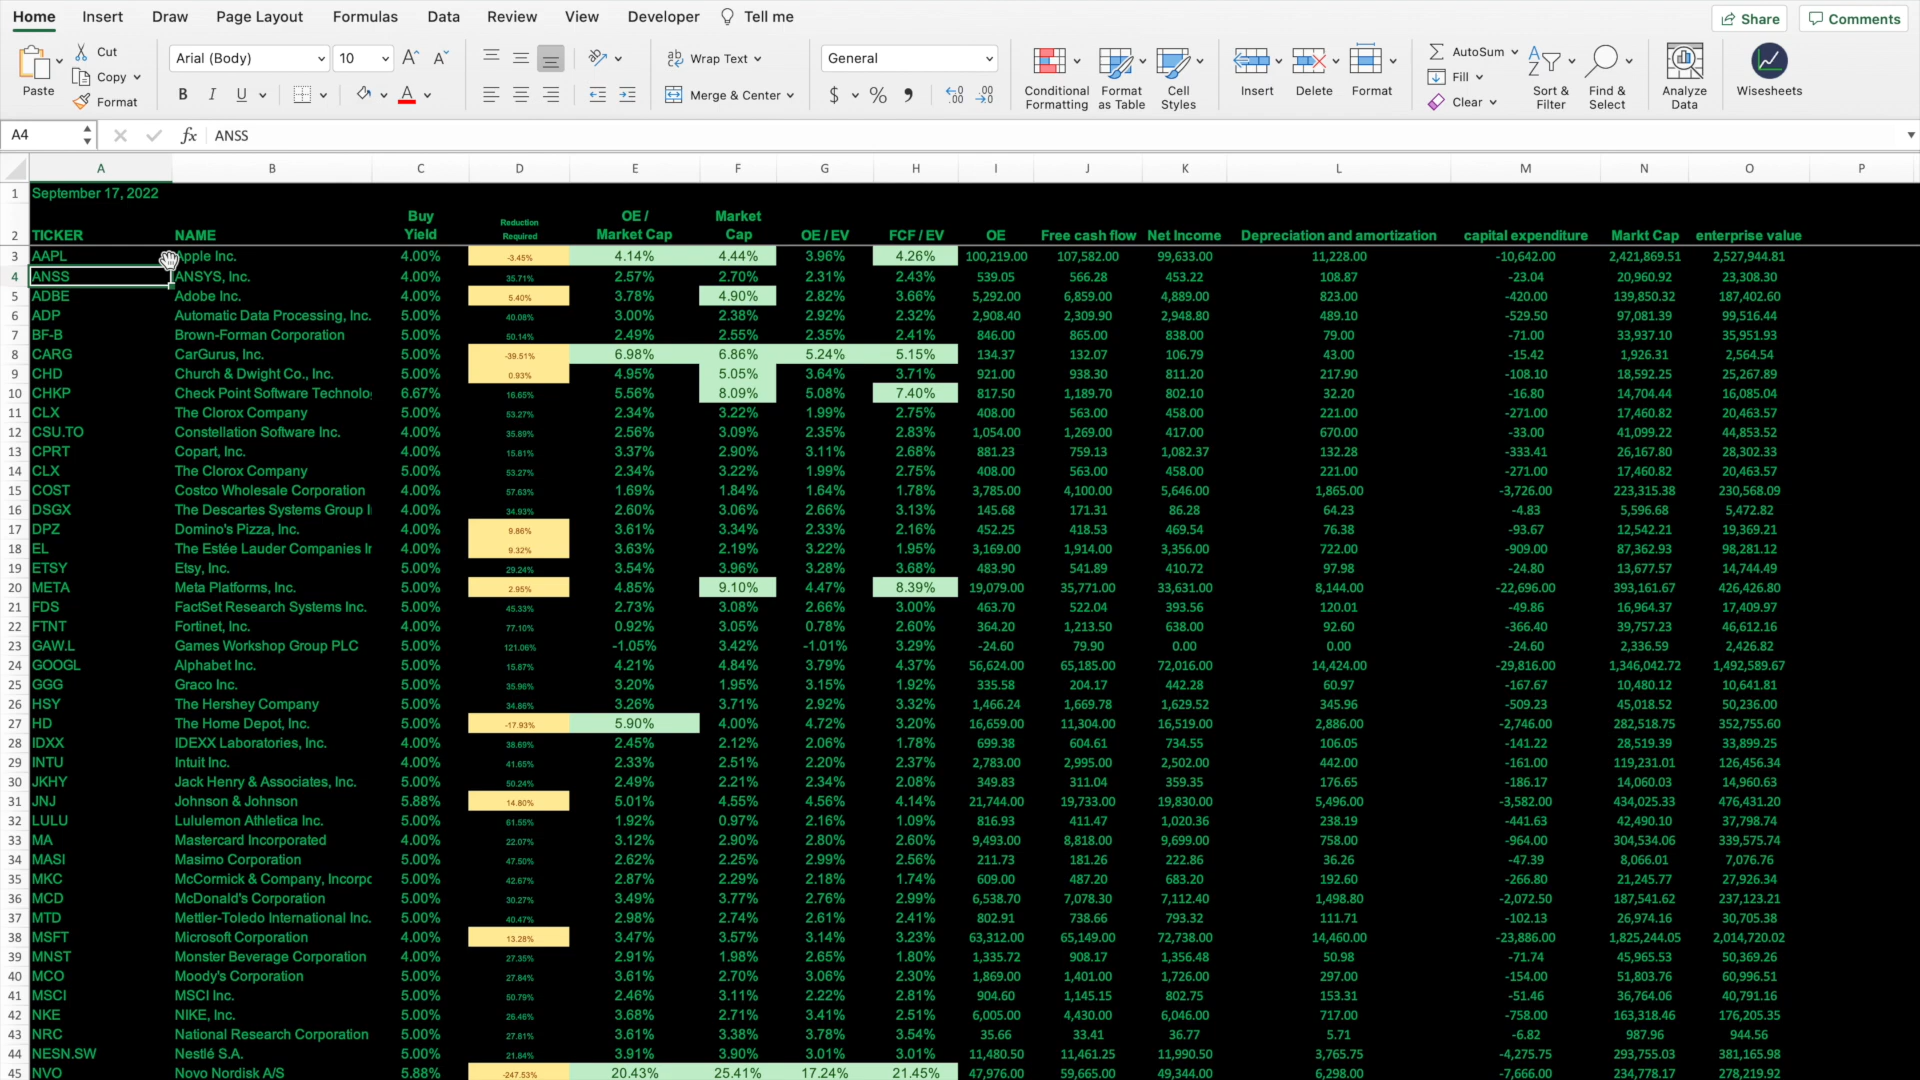 Home Insert Draw Page Layout Formulas Data Review View Developer Tell me Share Comments
Paste Cut Copy Format
Arial (Body) 10
B I U A
Wrap Text Merge & Center
General
$ %
Conditional Formatting Format as Table Cell Styles Insert Delete Format
AutoSum Fill Clear Sort & Filter Find & Select Analyze Data Wisesheets
A4 fx ANSS
A B C D E F G H I J K L M N O P
1 September 17, 2022
2 TICKER NAME Buy Yield Reduction Required OE / Market Cap Market Cap OE / EV FCF / EV OE Free cash flow Net Income Depreciation and amortization capital expenditure Markt Cap enterprise value
3 AAPL Apple Inc. 4.00% -3.45% 4.14% 4.44% 3.96% 4.26% 100,219.00 107,582.00 99,633.00 11,228.00 -10,642.00 2,421,869.51 2,527,944.81
4 ANSS ANSYS, Inc. 4.00% 35.71% 2.57% 2.70% 2.31% 2.43% 539.05 566.28 453.22 108.87 -23.04 20,960.92 23,308.30
5 ADBE Adobe Inc. 4.00% 5.40% 3.78% 4.90% 2.82% 3.66% 5,292.00 6,859.00 4,889.00 823.00 -420.00 139,850.32 187,402.60
6 ADP Automatic Data Processing, Inc. 5.00% 40.08% 3.00% 2.38% 2.92% 2.32% 2,908.40 2,309.90 2,948.80 489.10 -529.50 97,081.39 99,516.44
7 BF-B Brown-Forman Corporation 5.00% 50.14% 2.49% 2.55% 2.35% 2.41% 846.00 865.00 838.00 79.00 -71.00 33,937.10 35,951.93
8 CARG CarGurus, Inc. 5.00% -39.51% 6.98% 6.86% 5.24% 5.15% 134.37 132.07 106.79 43.00 -15.42 1,926.31 2,564.54
9 CHD Church & Dwight Co., Inc. 5.00% 0.93% 4.95% 5.05% 3.64% 3.71% 921.00 938.30 811.20 217.90 -108.10 18,592.25 25,267.89
10 CHKP Check Point Software Technolo 6.67% 16.65% 5.56% 8.09% 5.08% 7.40% 817.50 1,189.70 802.10 32.20 -16.80 14,704.44 16,085.04
11 CLX The Clorox Company 5.00% 53.27% 2.34% 3.22% 1.99% 2.75% 408.00 563.00 458.00 221.00 -271.00 17,460.82 20,463.57
12 CSU.TO Constellation Software Inc. 4.00% 35.89% 2.56% 3.09% 2.35% 2.83% 1,054.00 1,269.00 417.00 670.00 -33.00 41,099.22 44,853.52
13 CPRT Copart, Inc. 4.00% 15.81% 3.37% 2.90% 3.11% 2.68% 881.23 759.13 1,082.37 132.28 -333.41 26,167.80 28,302.33
14 CLX The Clorox Company 5.00% 53.27% 2.34% 3.22% 1.99% 2.75% 408.00 563.00 458.00 221.00 -271.00 17,460.82 20,463.57
15 COST Costco Wholesale Corporation 4.00% 57.63% 1.69% 1.84% 1.64% 1.78% 3,785.00 4,100.00 5,646.00 1,865.00 -3,726.00 223,315.38 230,568.09
16 DSGX The Descartes Systems Group I 4.00% 34.93% 2.60% 3.06% 2.66% 3.13% 145.68 171.31 86.28 64.23 -4.83 5,596.68 5,472.82
17 DPZ Domino's Pizza, Inc. 4.00% 9.86% 3.61% 3.34% 2.33% 2.16% 452.25 418.53 469.54 76.38 -93.67 12,542.21 19,369.21
18 EL The Estée Lauder Companies Ir 4.00% 9.32% 3.63% 2.19% 3.22% 1.95% 3,169.00 1,914.00 3,356.00 722.00 -909.00 87,362.93 98,281.12
19 ETSY Etsy, Inc. 5.00% 29.24% 3.54% 3.96% 3.28% 3.68% 483.90 541.89 410.72 97.98 -24.80 13,677.57 14,744.49
20 META Meta Platforms, Inc. 5.00% 2.95% 4.85% 9.10% 4.47% 8.39% 19,079.00 35,771.00 33,631.00 8,144.00 -22,696.00 393,161.67 426,426.80
21 FDS FactSet Research Systems Inc. 5.00% 45.33% 2.73% 3.08% 2.66% 3.00% 463.70 522.04 393.56 120.01 -49.86 16,964.37 17,409.97
22 FTNT Fortinet, Inc. 4.00% 77.10% 0.92% 3.05% 0.78% 2.60% 364.20 1,213.50 638.00 92.60 -366.40 39,757.23 46,612.16
23 GAW.L Games Workshop Group PLC 5.00% 121.06% -1.05% 3.42% -1.01% 3.29% -24.60 79.90 0.00 0.00 -24.60 2,336.59 2,426.82
24 GOOGL Alphabet Inc. 5.00% 15.87% 4.21% 4.84% 3.79% 4.37% 56,624.00 65,185.00 72,016.00 14,424.00 -29,816.00 1,346,042.72 1,492,589.67
25 GGG Graco Inc. 5.00% 35.96% 3.20% 1.95% 3.15% 1.92% 335.58 204.17 442.28 60.97 -167.67 10,480.12 10,641.81
26 HSY The Hershey Company 5.00% 34.86% 3.26% 3.71% 2.92% 3.32% 1,466.24 1,669.78 1,629.52 345.96 -509.23 45,018.52 50,236.00
27 HD The Home Depot, Inc. 5.00% -17.93% 5.90% 4.00% 4.72% 3.20% 16,659.00 11,304.00 16,519.00 2,886.00 -2,746.00 282,518.75 352,755.60
28 IDXX IDEXX Laboratories, Inc. 4.00% 38.69% 2.45% 2.12% 2.06% 1.78% 699.38 604.61 734.55 106.05 -141.22 28,519.39 33,899.25
29 INTU Intuit Inc. 4.00% 41.65% 2.33% 2.51% 2.20% 2.37% 2,783.00 2,995.00 2,502.00 442.00 -161.00 119,231.01 126,456.34
30 JKHY Jack Henry & Associates, Inc. 5.00% 50.24% 2.49% 2.21% 2.34% 2.08% 349.83 311.04 359.35 176.65 -186.17 14,060.03 14,960.63
31 JNJ Johnson & Johnson 5.88% 14.80% 5.01% 4.55% 4.56% 4.14% 21,744.00 19,733.00 19,830.00 5,496.00 -3,582.00 434,025.33 476,431.20
32 LULU Lululemon Athletica Inc. 5.00% 61.55% 1.92% 0.97% 2.16% 1.09% 816.93 411.47 1,020.36 238.19 -441.63 42,490.10 37,798.74
33 MA Mastercard Incorporated 4.00% 22.07% 3.12% 2.90% 2.80% 2.60% 9,493.00 8,818.00 9,699.00 758.00 -964.00 304,534.06 339,575.74
34 MASI Masimo Corporation 5.00% 47.50% 2.62% 2.25% 2.99% 2.56% 211.73 181.26 222.86 36.26 -47.39 8,066.01 7,076.76
35 MKC McCormick & Company, Incorpo 5.00% 42.67% 2.87% 2.29% 2.18% 1.74% 609.00 487.20 683.20 192.60 -266.80 21,245.77 27,926.34
36 MCD McDonald's Corporation 5.00% 30.27% 3.49% 3.77% 2.76% 2.99% 6,538.70 7,078.30 7,112.40 1,498.80 -2,072.50 187,541.62 237,123.21
37 MTD Mettler-Toledo International Inc. 5.00% 40.47% 2.98% 2.74% 2.61% 2.41% 802.91 738.66 793.32 111.71 -102.13 26,974.16 30,705.38
38 MSFT Microsoft Corporation 4.00% 13.28% 3.47% 3.57% 3.14% 3.23% 63,312.00 65,149.00 72,738.00 14,460.00 -23,886.00 1,825,244.05 2,014,720.02
39 MNST Monster Beverage Corporation 4.00% 27.35% 2.91% 1.98% 2.65% 1.80% 1,335.72 908.17 1,356.48 50.98 -71.74 45,965.53 50,369.26
40 MCO Moody's Corporation 5.00% 27.84% 3.61% 2.70% 3.06% 2.30% 1,869.00 1,401.00 1,726.00 297.00 -154.00 51,803.76 60,996.51
41 MSCI MSCI Inc. 5.00% 50.79% 2.46% 3.11% 2.22% 2.81% 904.60 1,145.15 802.75 153.31 -51.46 36,764.06 40,791.16
42 NKE NIKE, Inc. 5.00% 26.46% 3.68% 2.71% 3.41% 2.51% 6,005.00 4,430.00 6,046.00 717.00 -758.00 163,318.46 176,205.35
43 NRC National Research Corporation 5.00% 27.81% 3.61% 3.38% 3.78% 3.54% 35.66 33.41 36.77 5.71 -6.82 987.96 944.56
44 NESN.SW Nestlé S.A. 5.00% 21.84% 3.91% 3.90% 3.01% 3.01% 11,480.50 11,461.25 11,990.50 3,765.75 -4,275.75 293,755.03 381,165.98
45 NVO Novo Nordisk A/S 5.88% -247.53% 20.43% 25.41% 17.24% 21.45% 47,976.00 59,665.00 49,344.00 6,298.00 -7,666.00 234,778.17 278,219.92